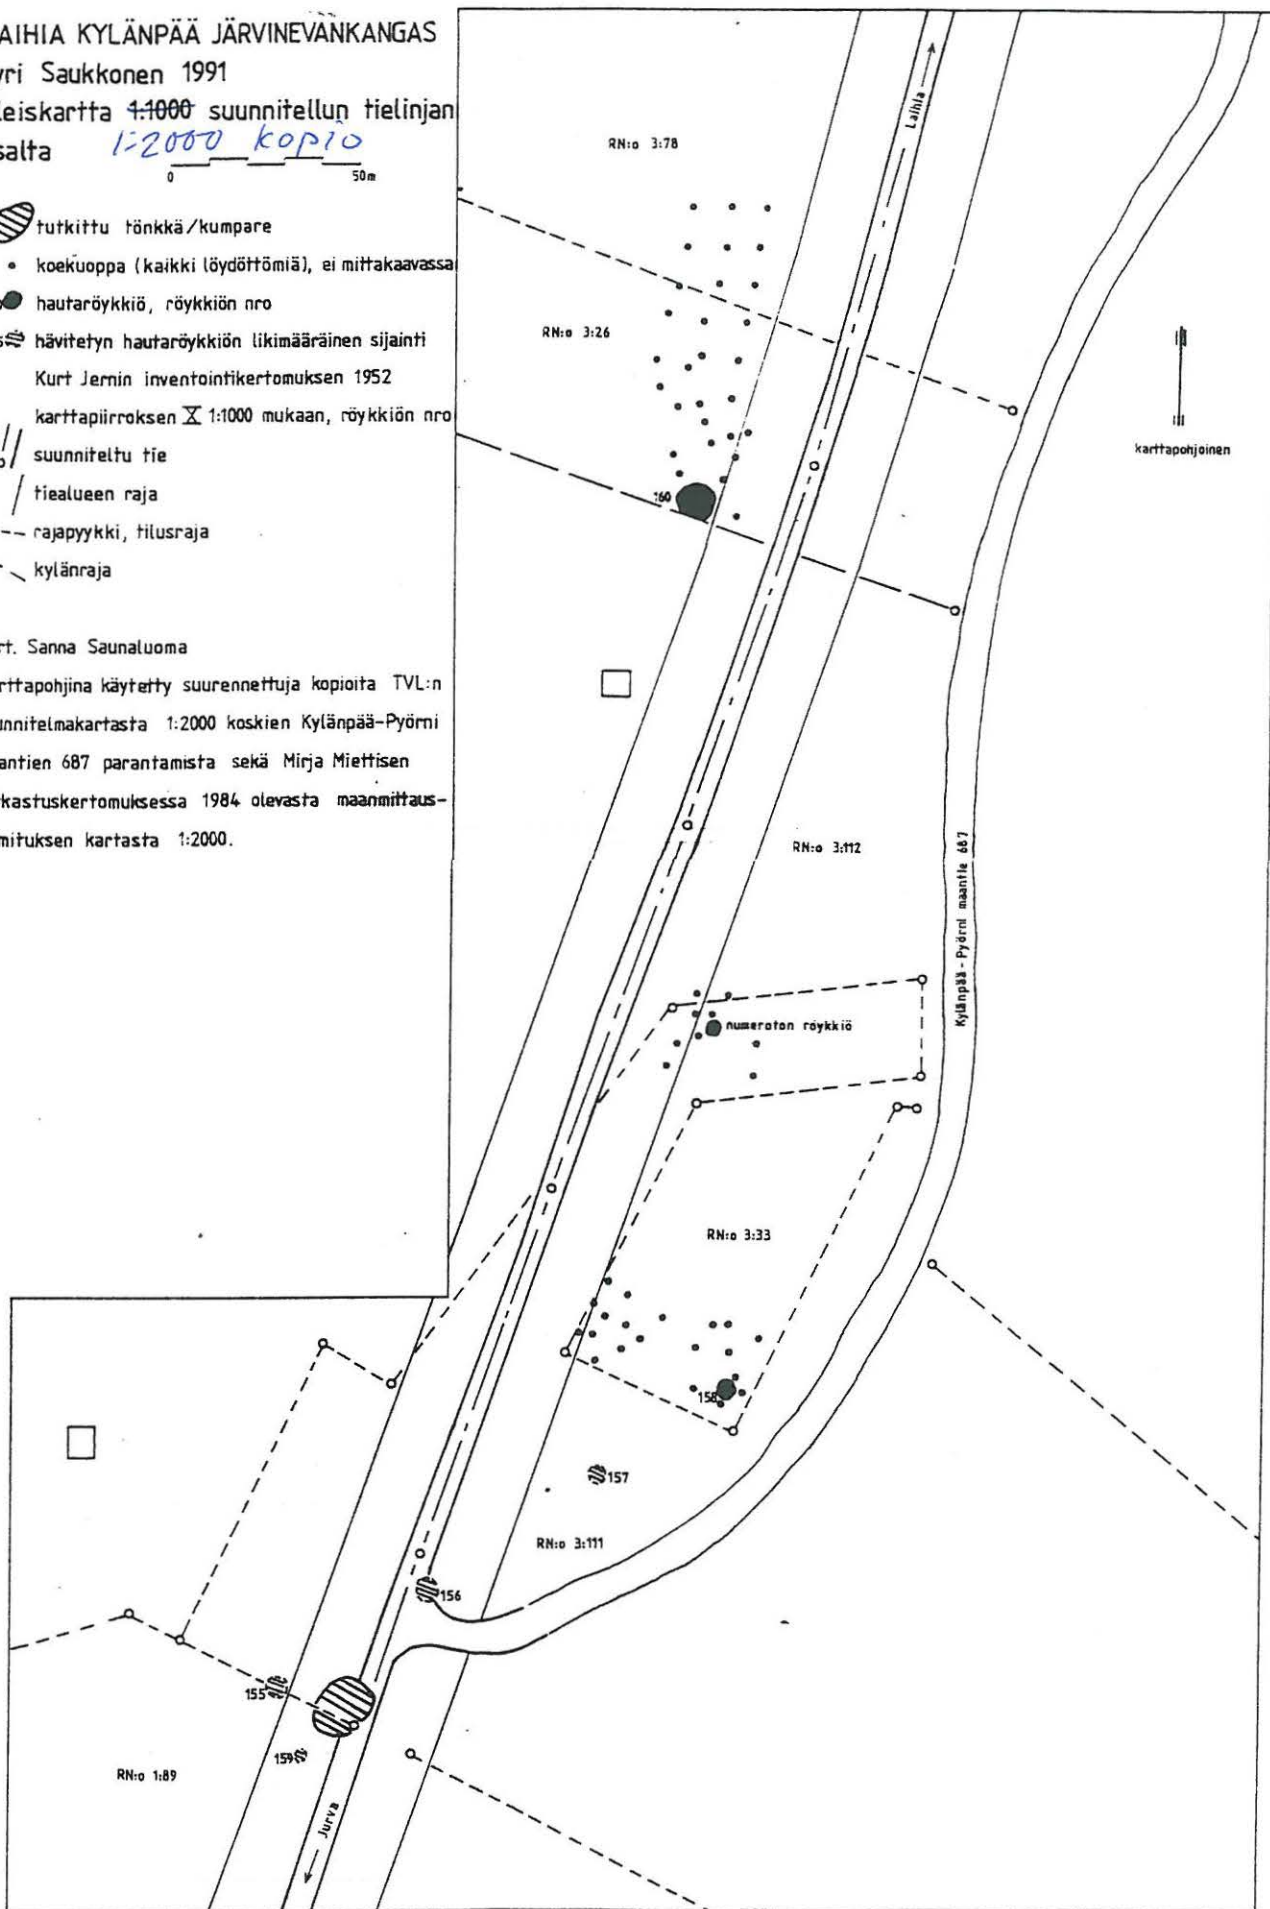 AIHIA KYLÄNPÄÄ JÄRVINEVANKANGAS
ri Saukkonen 1991
leiskartta 1:1000 suunnitellun tielinjan
salta 1:2000 kopio
0 50m
tutkittu tönkkä/kumpare
koekuoppa (kaikki löydöttömiä), ei mittakaavassa
hautaröykkiö, röykkiön nro
hävitetyn hautaröykkiön likimääräinen sijainti
Kurt Jernin inventointikertomuksen 1952
karttapiirroksen X 1:1000 mukaan, röykkiön nro
suunniteltu tie
tiealueen raja
rajapyykki, tilusraja
kylänraja
rt. Sanna Saunaluoma
rttapohjina käytetty suurennettuja kopioita TVL:n
unnitelmakartasta 1:2000 koskien Kylänpää-Pyörni
antien 687 parantamista sekä Mirja Miettisen
kastuskertomuksessa 1984 olevasta maanmittaus-
mituksen kartasta 1:2000.
Laihia
RN:o 3:78
RN:o 3:26
karttapohjoinen
160
RN:o 3:112
Kylänpää - Pyörni maantie 687
numeroton röykkiö
RN:o 3:33
158
157
RN:o 3:111
156
155
159
RN:o 1:89
Jurva